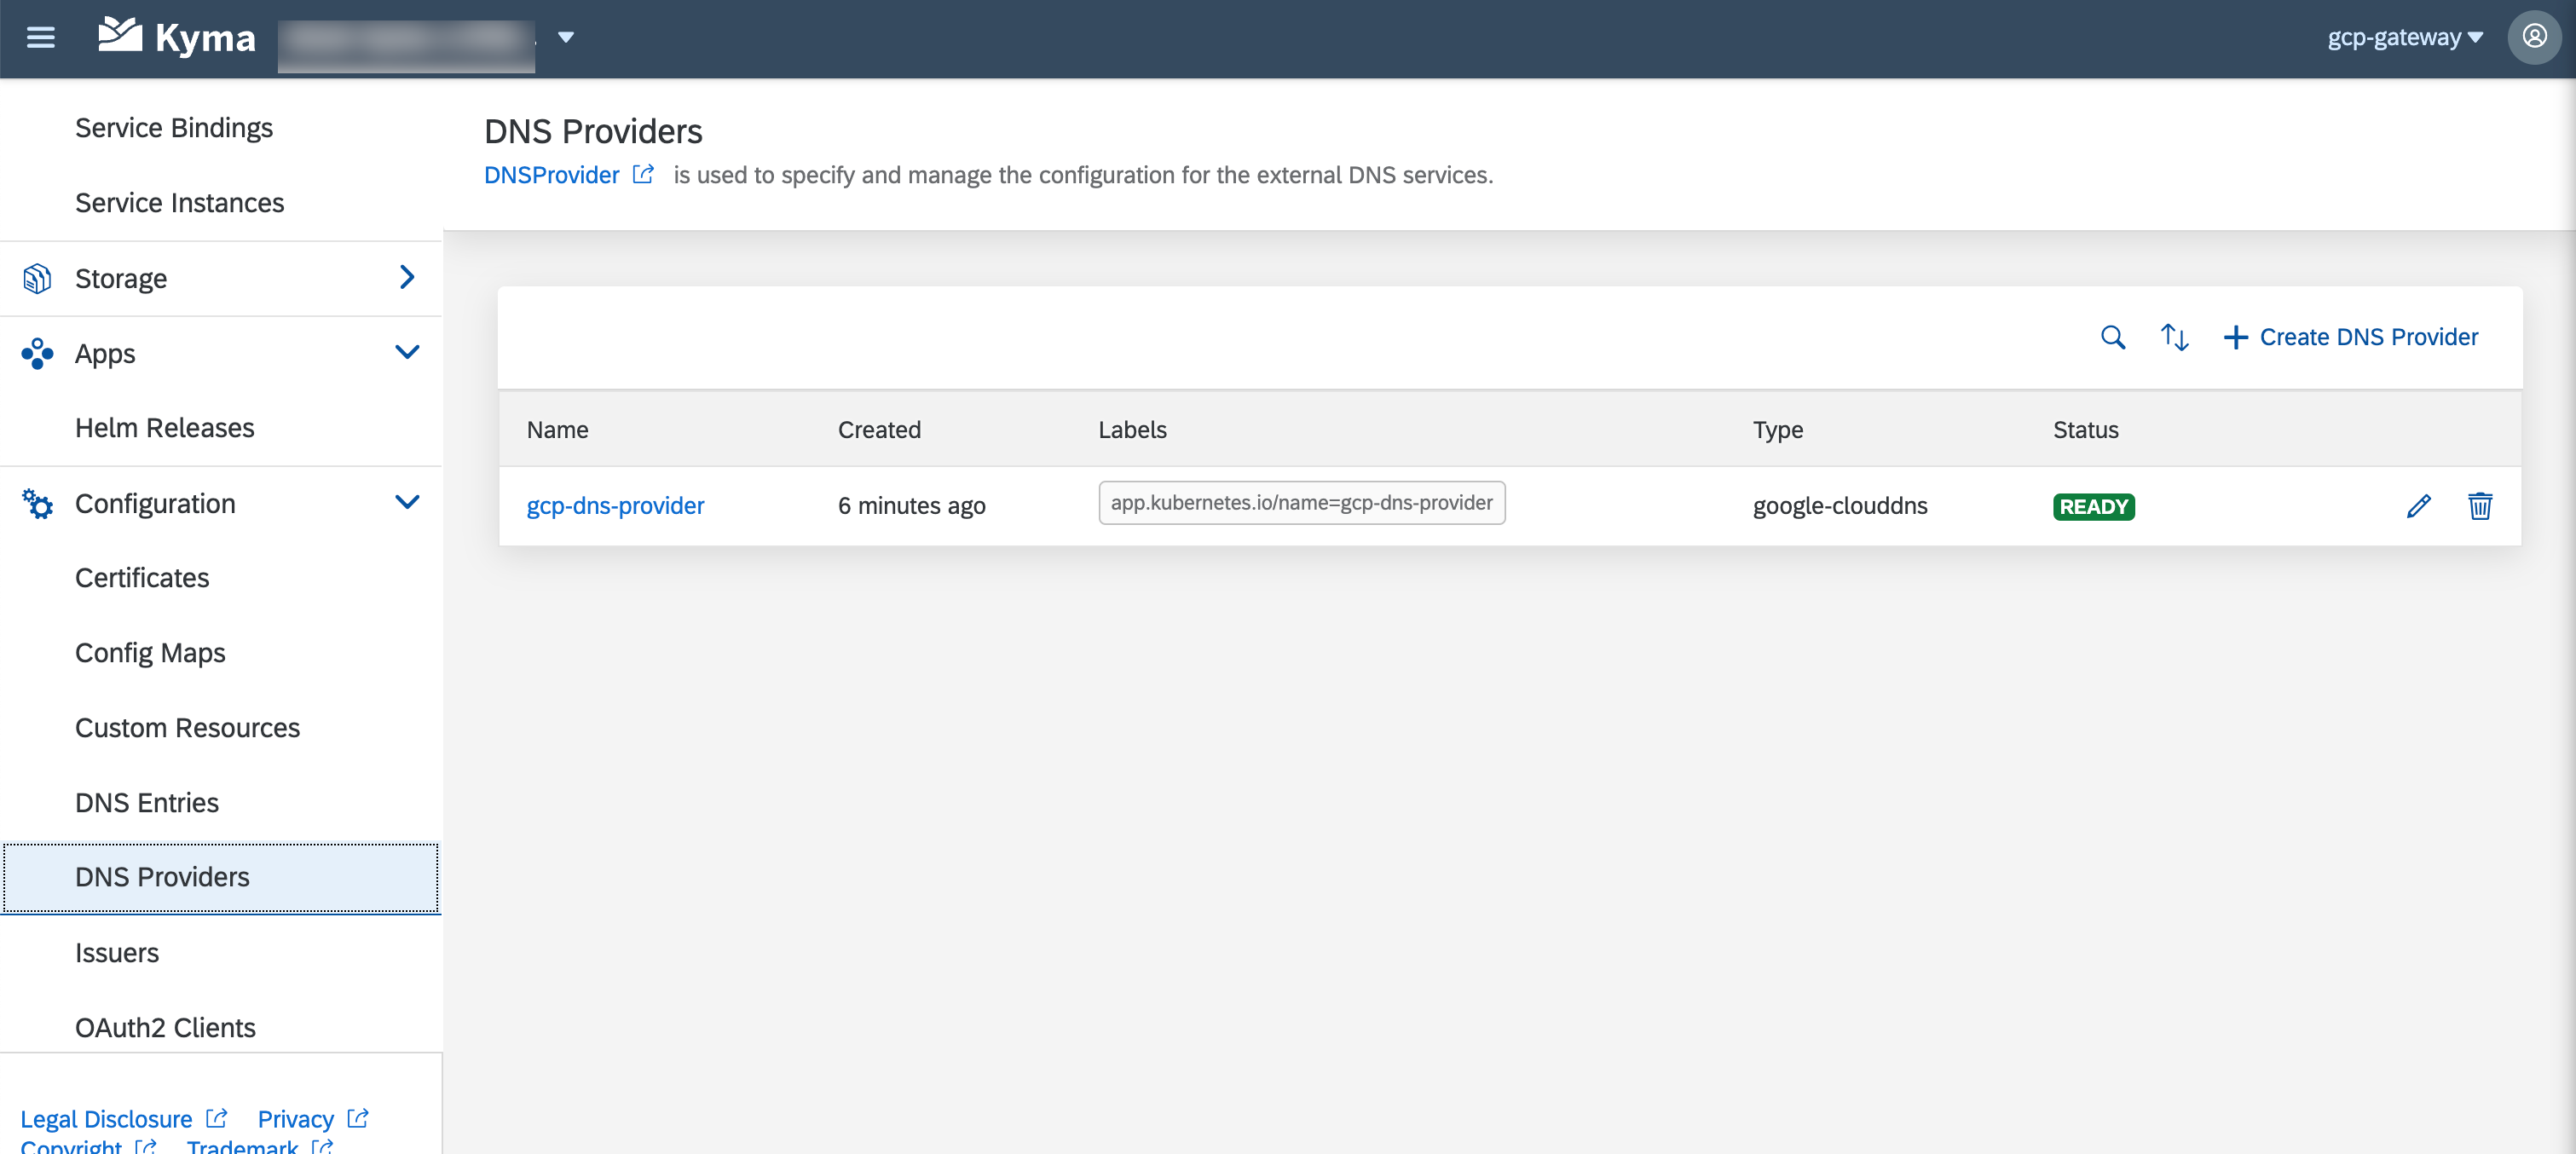 Kyma
gcp-gateway
Service Bindings
Service Instances
Storage
Apps
Helm Releases
Configuration
Certificates
Config Maps
Custom Resources
DNS Entries
DNS Providers
Issuers
OAuth2 Clients
Legal Disclosure Privacy
Copyright Trademark
DNS Providers
DNSProvider is used to specify and manage the configuration for the external DNS services.
Create DNS Provider
Name Created Labels Type Status
gcp-dns-provider 6 minutes ago app.kubernetes.io/name=gcp-dns-provider google-clouddns READY